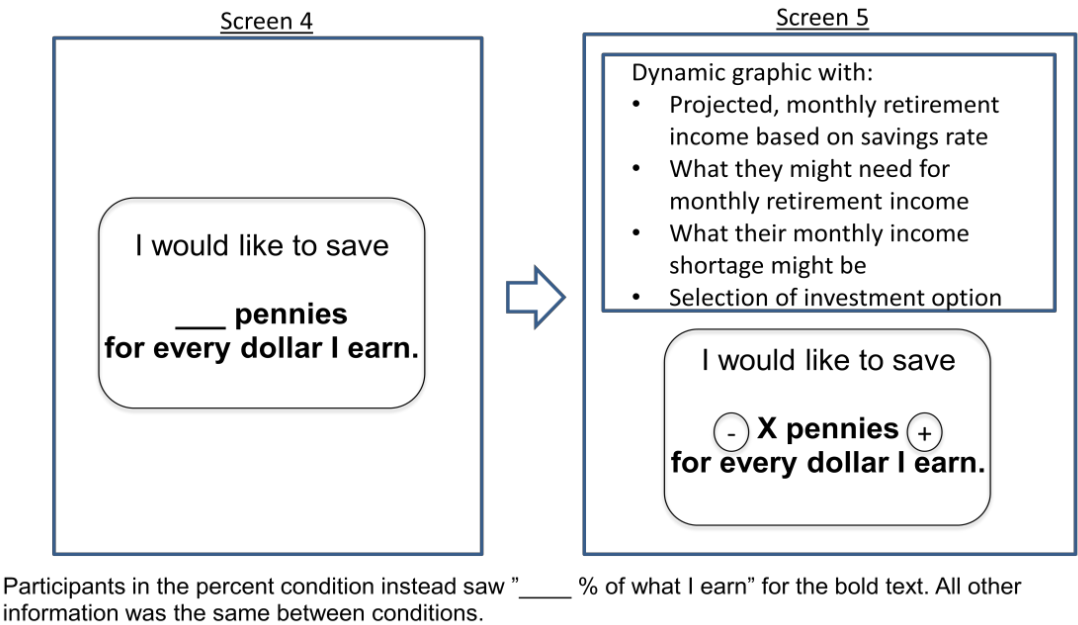 Screen 4
I would like to save
___ pennies
for every dollar I earn.
Screen 5
Dynamic graphic with:
• Projected, monthly retirement
income based on savings rate
• What they might need for
monthly retirement income
• What their monthly income
shortage might be
• Selection of investment option
I would like to save
- X pennies +
for every dollar I earn.
Participants in the percent condition instead saw ”____ % of what I earn” for the bold text. All other
information was the same between conditions.